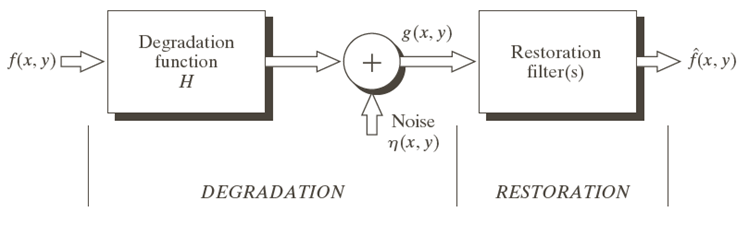 f(x, y)
Degradation
function
H
+
g(x, y)
Noise
η(x, y)
Restoration
filter(s)
f̂(x, y)
DEGRADATION
RESTORATION